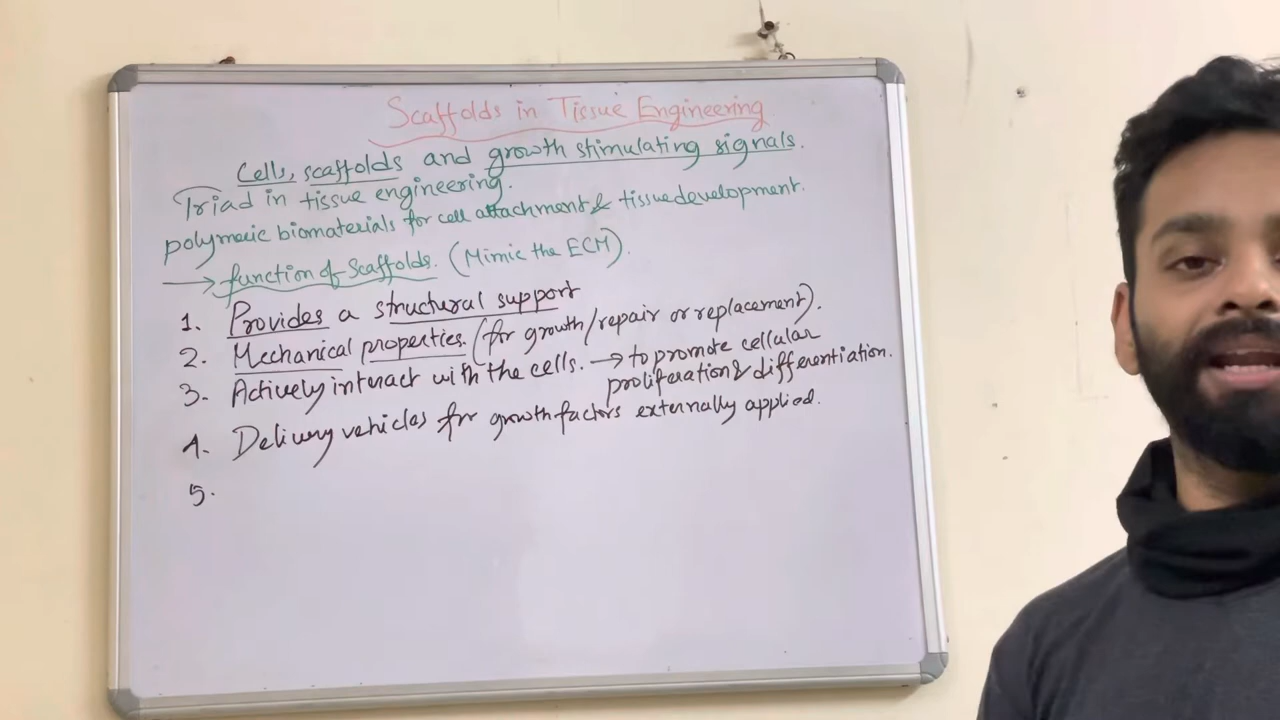 Scaffolds in Tissue Engineering
Cells, scaffolds and growth stimulating signals.
Triad in tissue engineering.
polymeric biomaterials for cell attachment & tissue development.
→ function of Scaffolds. (Mimic the ECM).
1. Provides a structural support
2. Mechanical properties. (for growth/repair or replacement).
3. Actively interact with the cells. → to promote cellular
proliferation & differentiation.
4. Delivery vehicles for growth factors externally applied.
5.